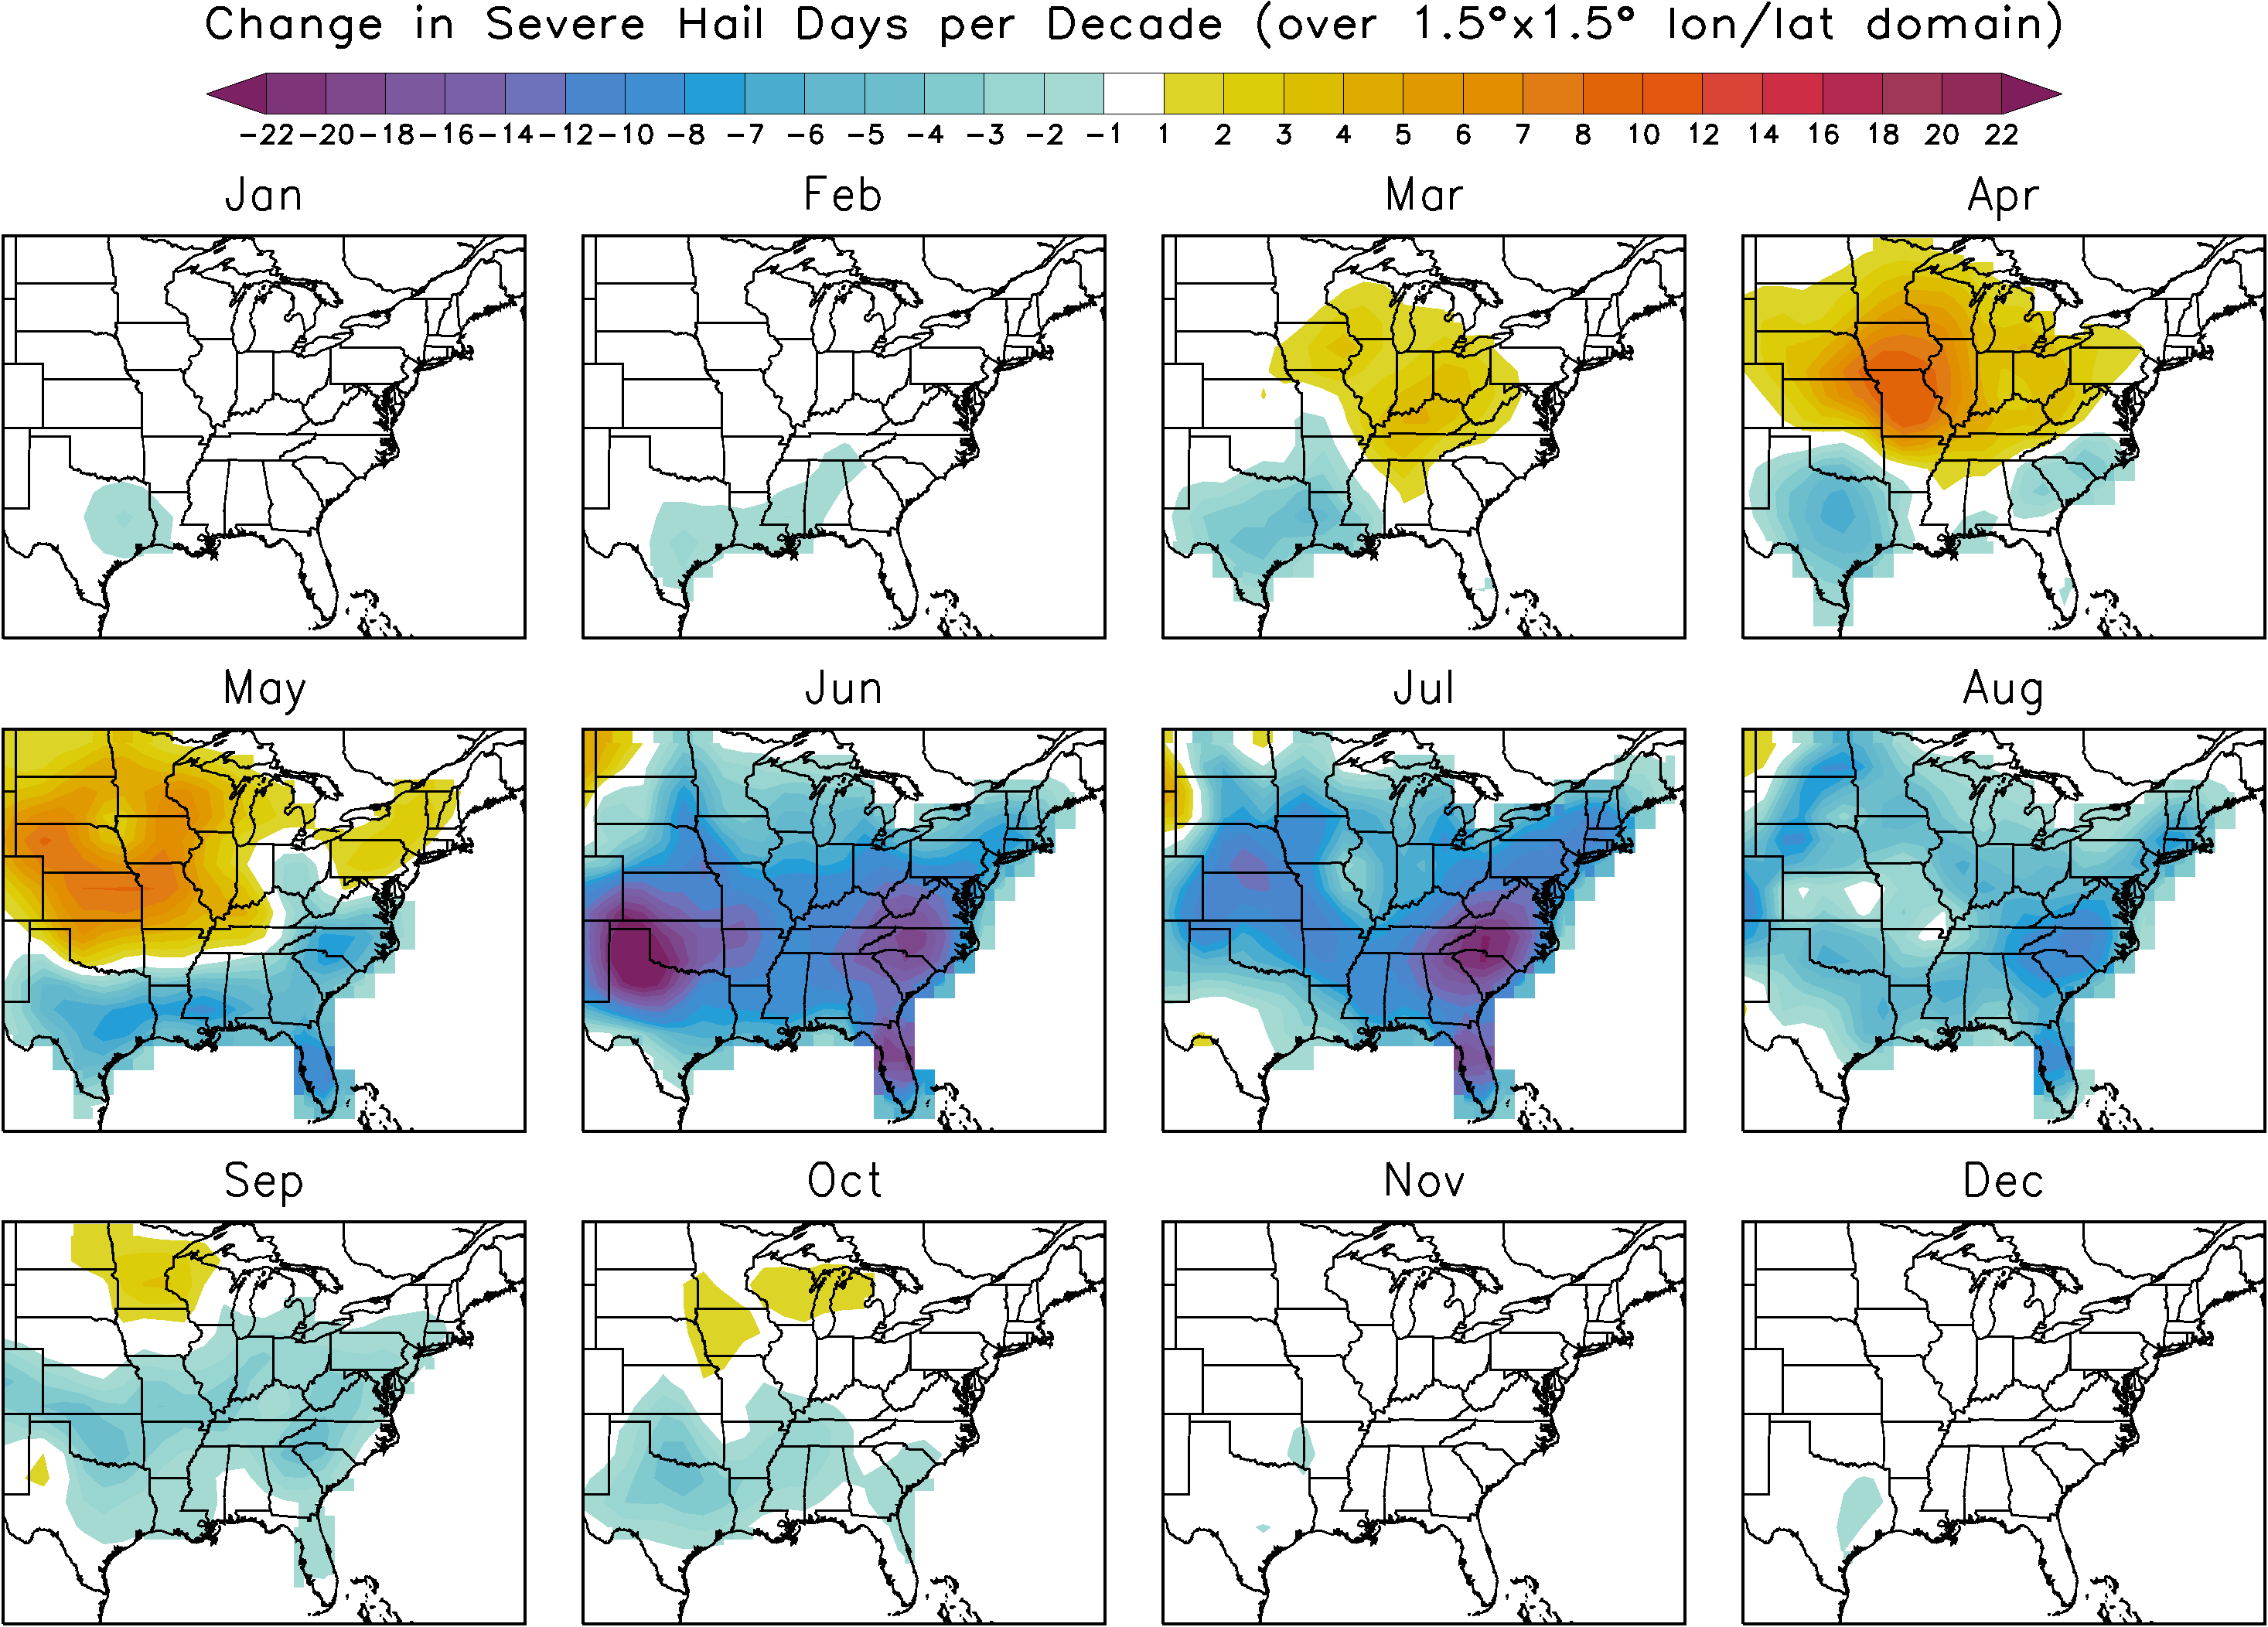 Change in Severe Hail Days per Decade (over 1.5°x1.5° lon/lat domain)
-22 -20 -18 -16 -14 -12 -10 -8 -7 -6 -5 -4 -3 -2 -1 1 2 3 4 5 6 7 8 10 12 14 16 18 20 22
Jan Feb Mar Apr
May Jun Jul Aug
Sep Oct Nov Dec